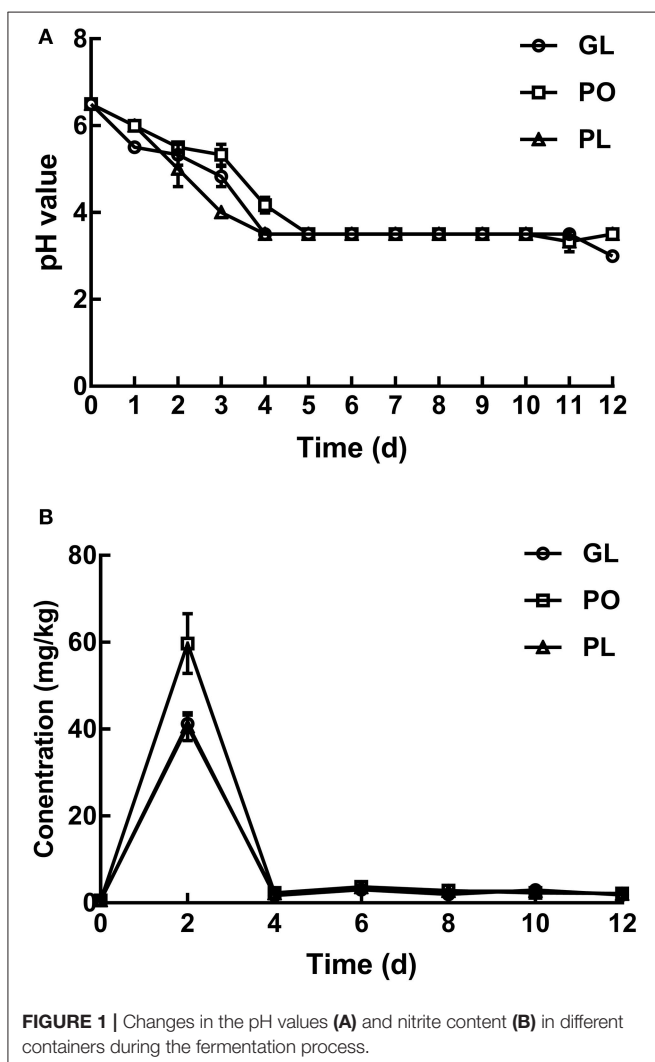 A
8
6
4
2
0
pH value
GL
PO
PL
0 1 2 3 4 5 6 7 8 9 10 11 12
Time (d)
B
80
60
40
20
0
Conentration (mg/kg)
GL
PO
PL
0 2 4 6 8 10 12
Time (d)
FIGURE 1 | Changes in the pH values (A) and nitrite content (B) in different
containers during the fermentation process.